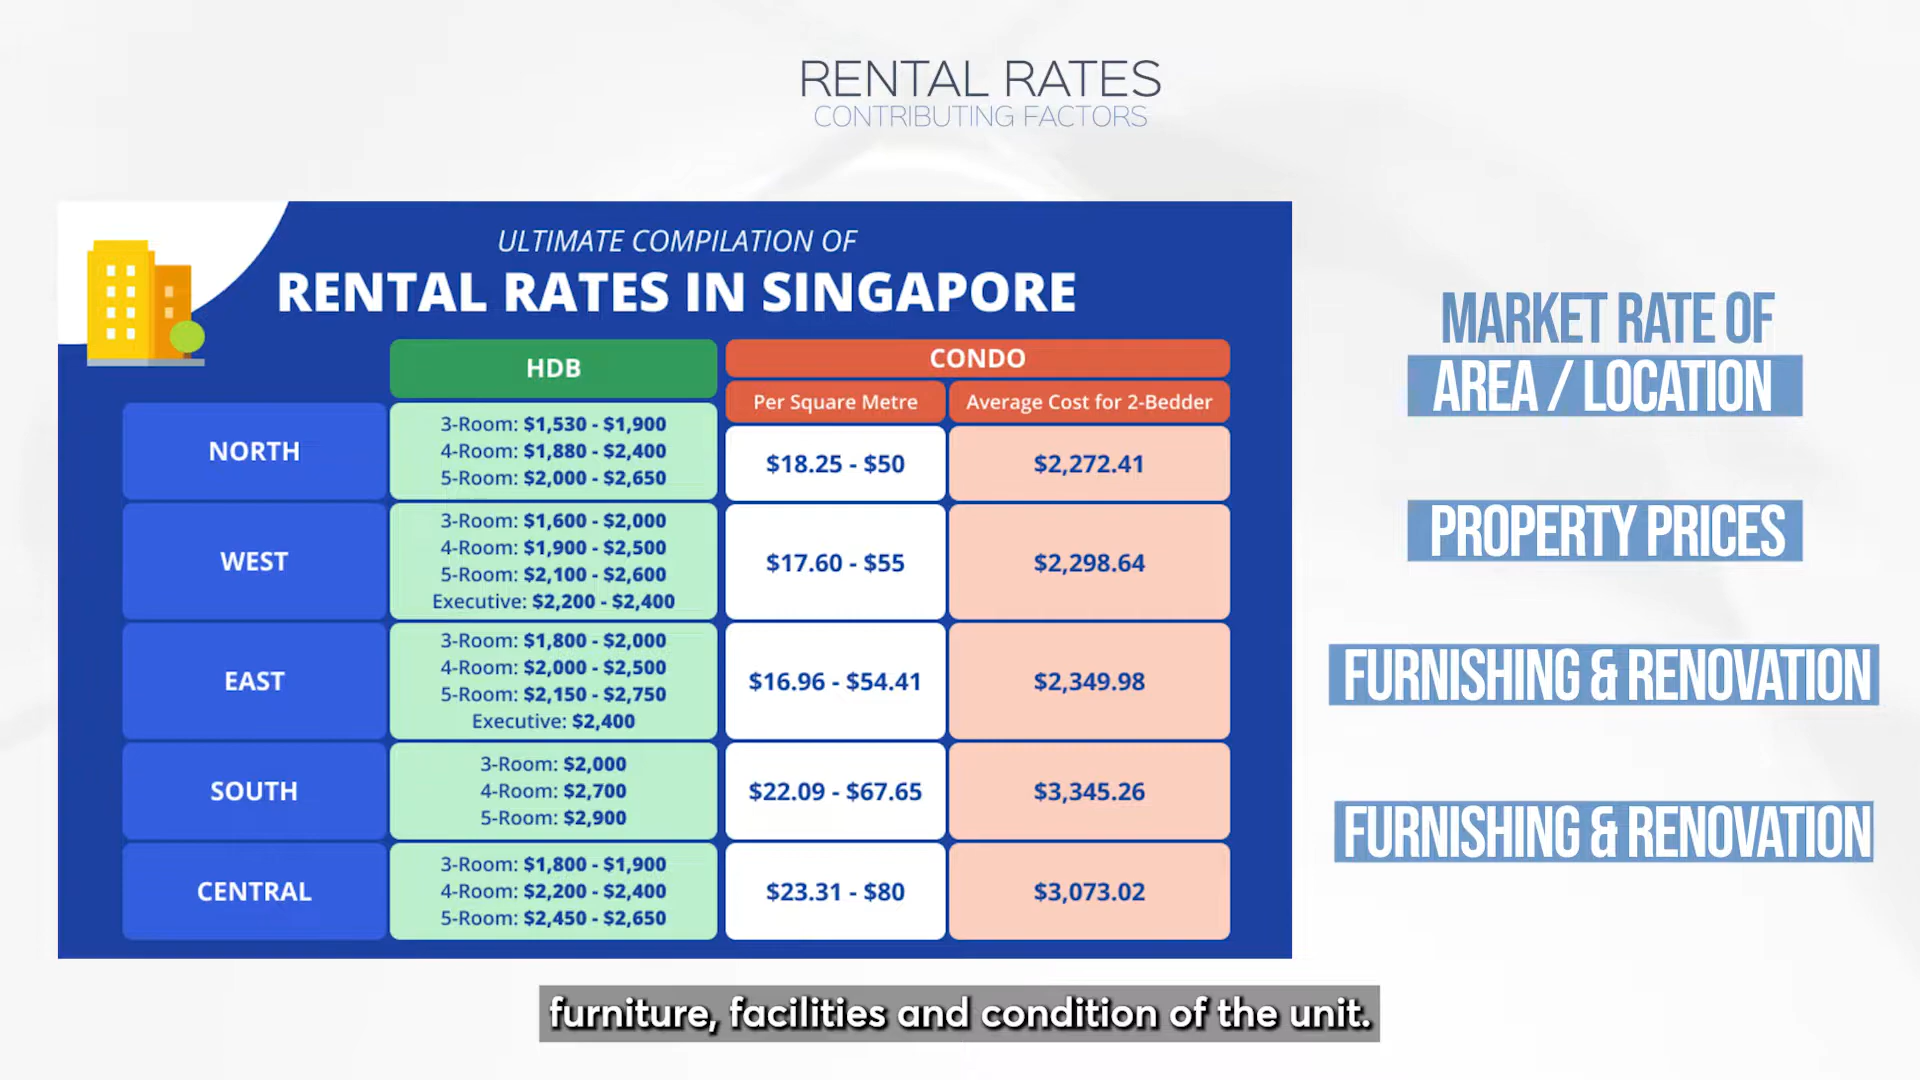 RENTAL RATES
CONTRIBUTING FACTORS
ULTIMATE COMPILATION OF
RENTAL RATES IN SINGAPORE
HDB
CONDO
Per Square Metre
Average Cost for 2-Bedder
NORTH
3-Room: $1,530 - $1,900
4-Room: $1,880 - $2,400
5-Room: $2,000 - $2,650
$18.25 - $50
$2,272.41
WEST
3-Room: $1,600 - $2,000
4-Room: $1,900 - $2,500
5-Room: $2,100 - $2,600
Executive: $2,200 - $2,400
$17.60 - $55
$2,298.64
EAST
3-Room: $1,800 - $2,000
4-Room: $2,000 - $2,500
5-Room: $2,150 - $2,750
Executive: $2,400
$16.96 - $54.41
$2,349.98
SOUTH
3-Room: $2,000
4-Room: $2,700
5-Room: $2,900
$22.09 - $67.65
$3,345.26
CENTRAL
3-Room: $1,800 - $1,900
4-Room: $2,200 - $2,400
5-Room: $2,450 - $2,650
$23.31 - $80
$3,073.02
MARKET RATE OF
AREA / LOCATION
PROPERTY PRICES
FURNISHING & RENOVATION
FURNISHING & RENOVATION
furniture, facilities and condition of the unit.